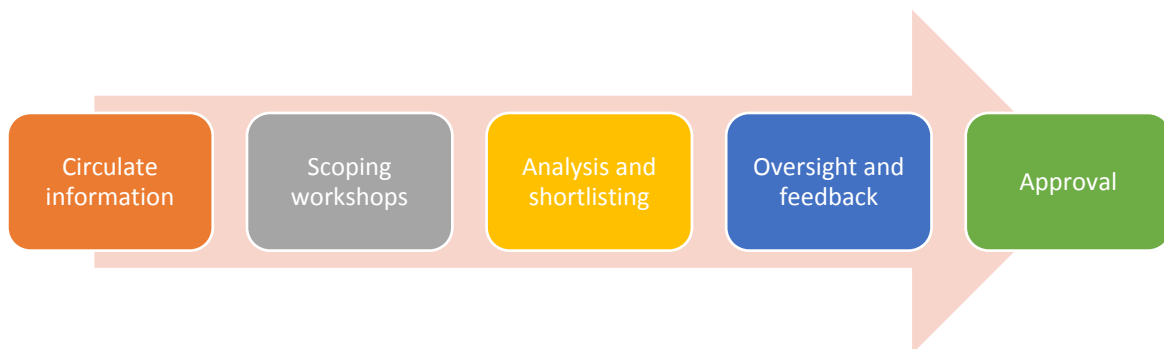 Circulate
information
Scoping
workshops
Analysis and
shortlisting
Oversight and
feedback
Approval